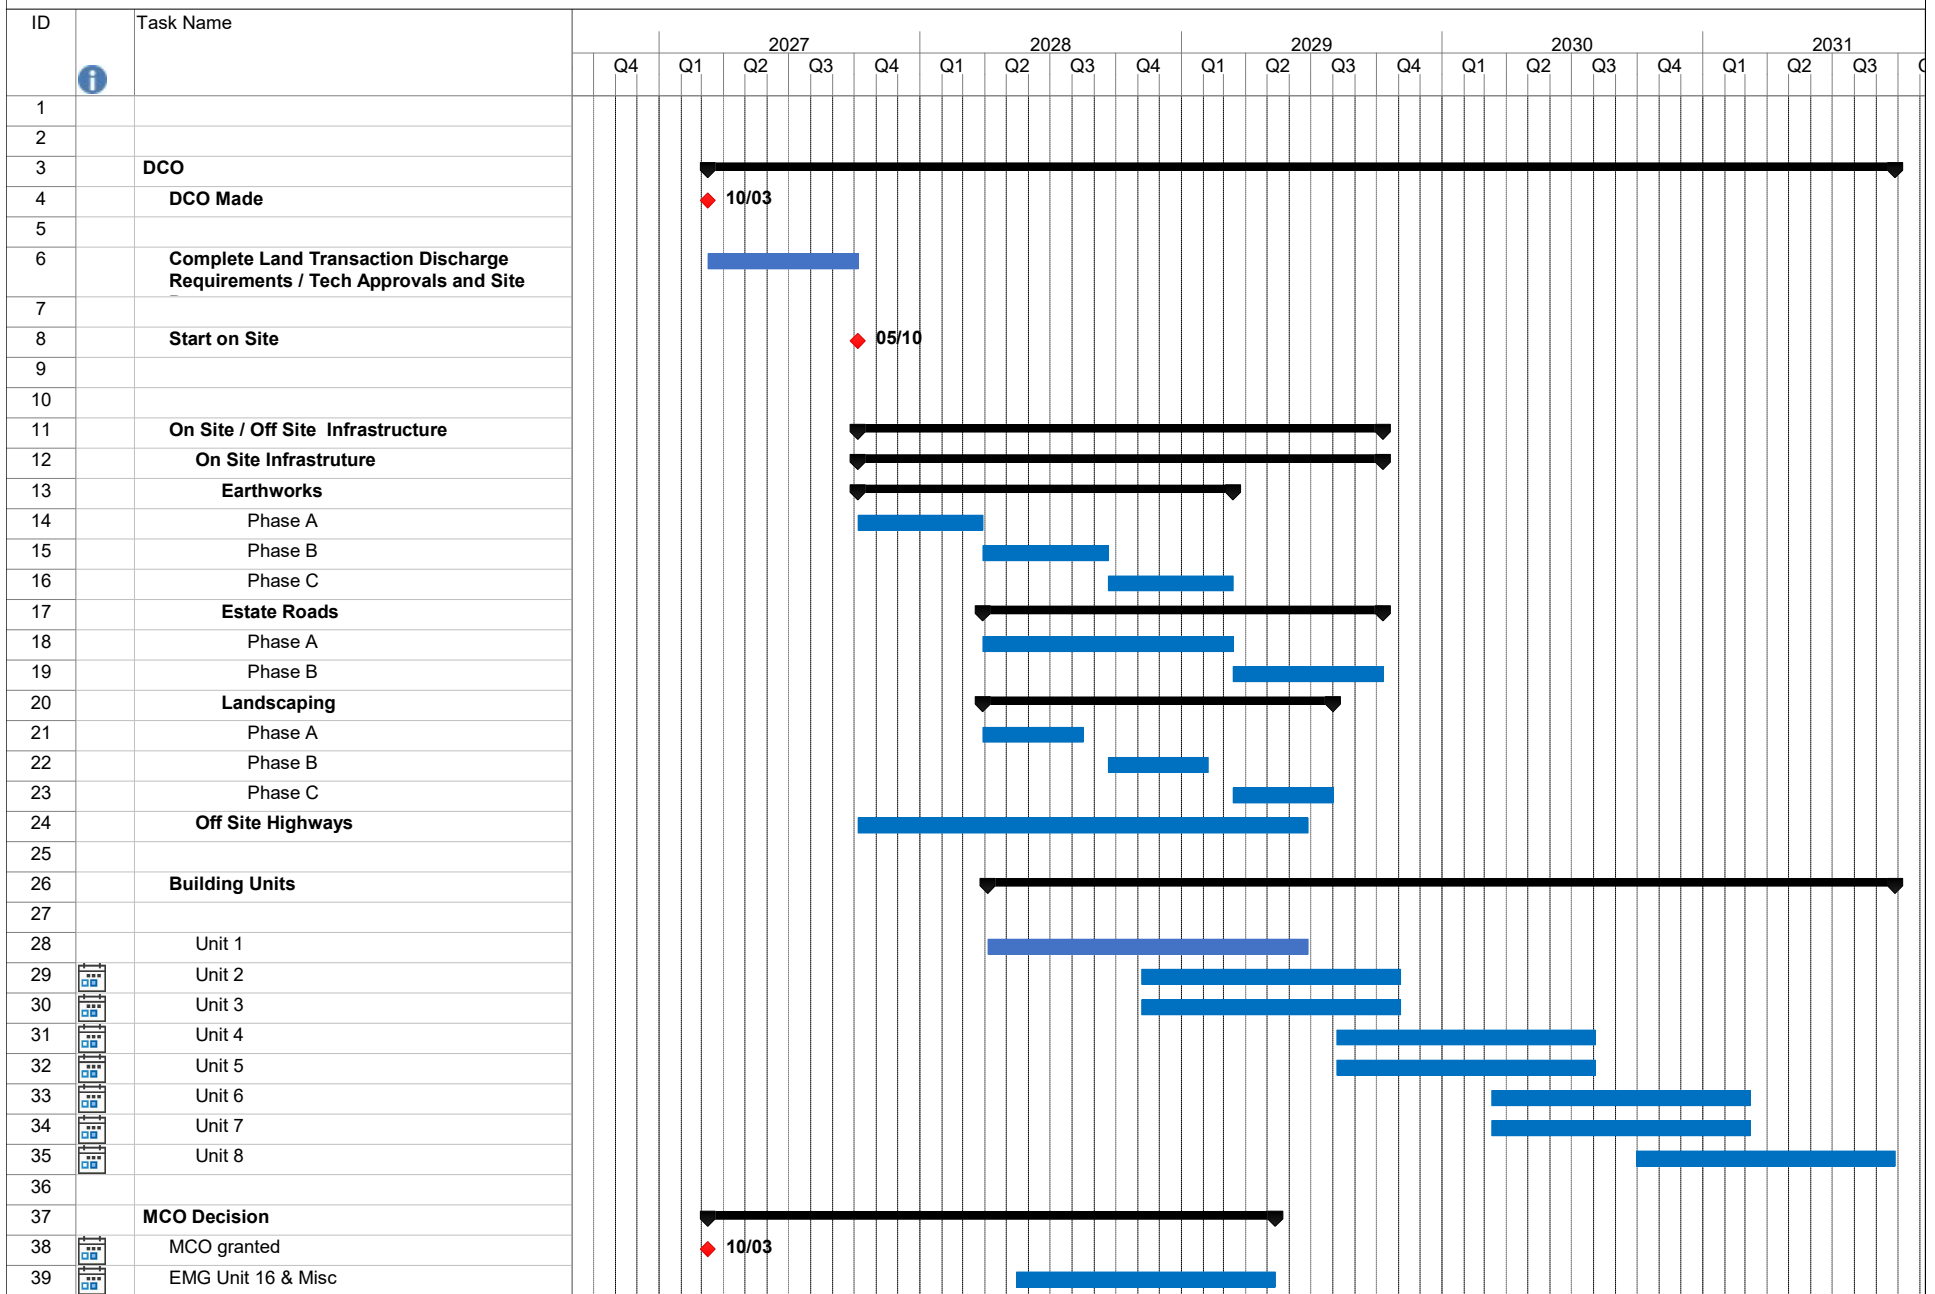 ID Task Name
2027 2028 2029 2030 2031
Q4 Q1 Q2 Q3 Q4 Q1 Q2 Q3 Q4 Q1 Q2 Q3 Q4 Q1 Q2 Q3 Q4 Q1 Q2 Q3
1
2
3 DCO
4 DCO Made 10/03
5
6 Complete Land Transaction Discharge
Requirements / Tech Approvals and Site
7
8 Start on Site 05/10
9
10
11 On Site / Off Site Infrastructure
12 On Site Infrastruture
13 Earthworks
14 Phase A
15 Phase B
16 Phase C
17 Estate Roads
18 Phase A
19 Phase B
20 Landscaping
21 Phase A
22 Phase B
23 Phase C
24 Off Site Highways
25
26 Building Units
27
28 Unit 1
29 Unit 2
30 Unit 3
31 Unit 4
32 Unit 5
33 Unit 6
34 Unit 7
35 Unit 8
36
37 MCO Decision
38 MCO granted 10/03
39 EMG Unit 16 & Misc